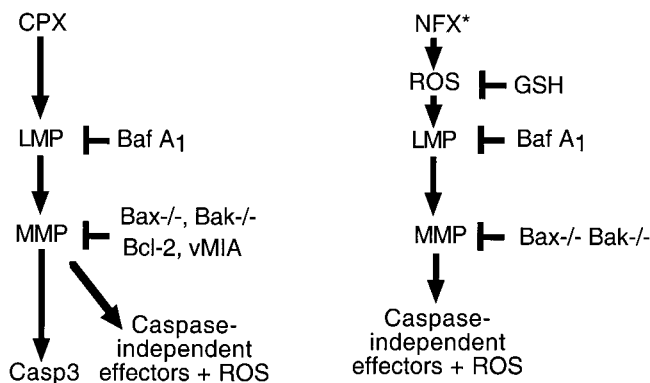 CPX
LMP
Baf A1
MMP
Bax-/-, Bak-/-
Bcl-2, vMIA
Casp3
Caspase-
independent
effectors + ROS
NFX*
ROS
GSH
LMP
Baf A1
MMP
Bax-/- Bak-/-
Caspase-
independent
effectors + ROS